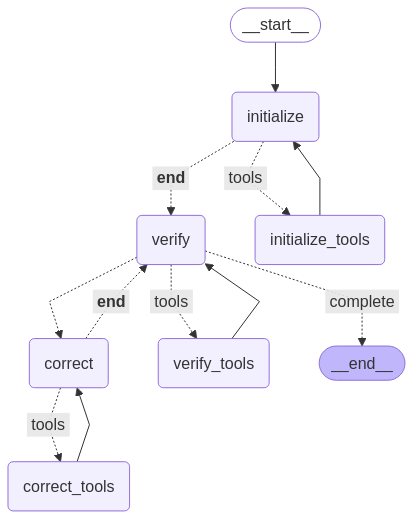 __start__
initialize
end
tools
verify
initialize_tools
end
tools
complete
correct
verify_tools
__end__
tools
correct_tools